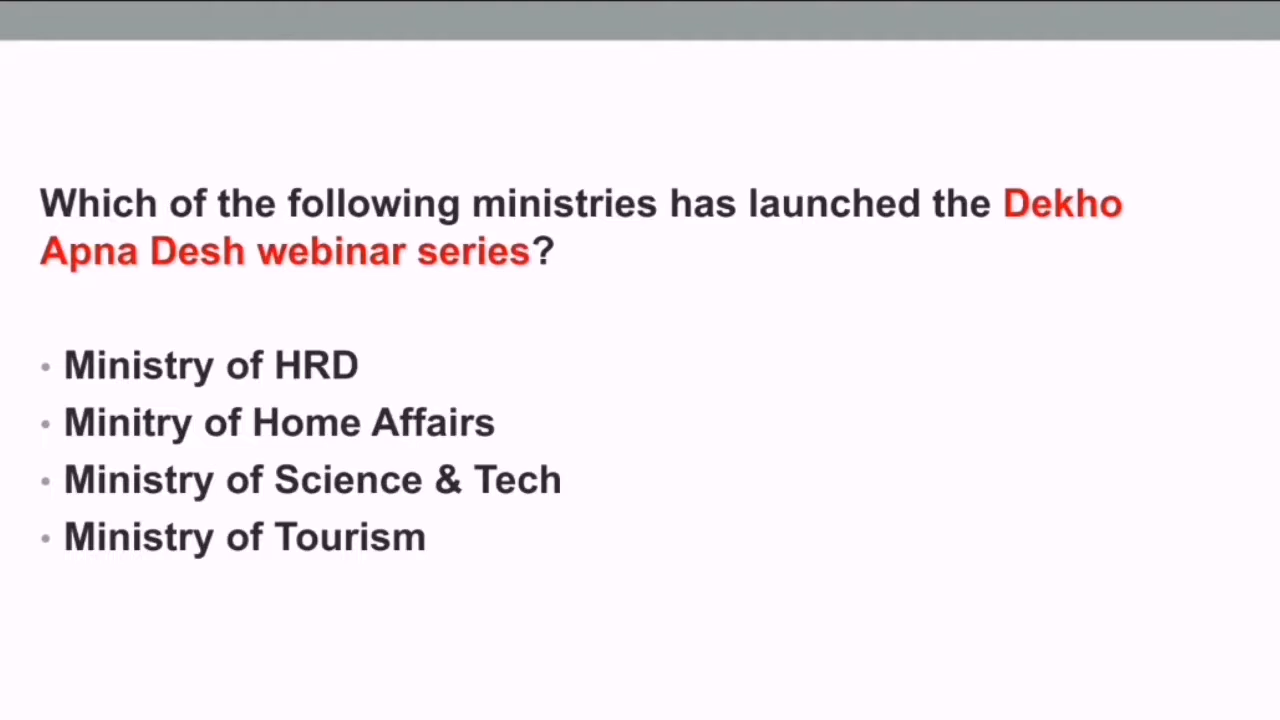 Which of the following ministries has launched the Dekho
Apna Desh webinar series?
• Ministry of HRD
• Minitry of Home Affairs
• Ministry of Science & Tech
• Ministry of Tourism